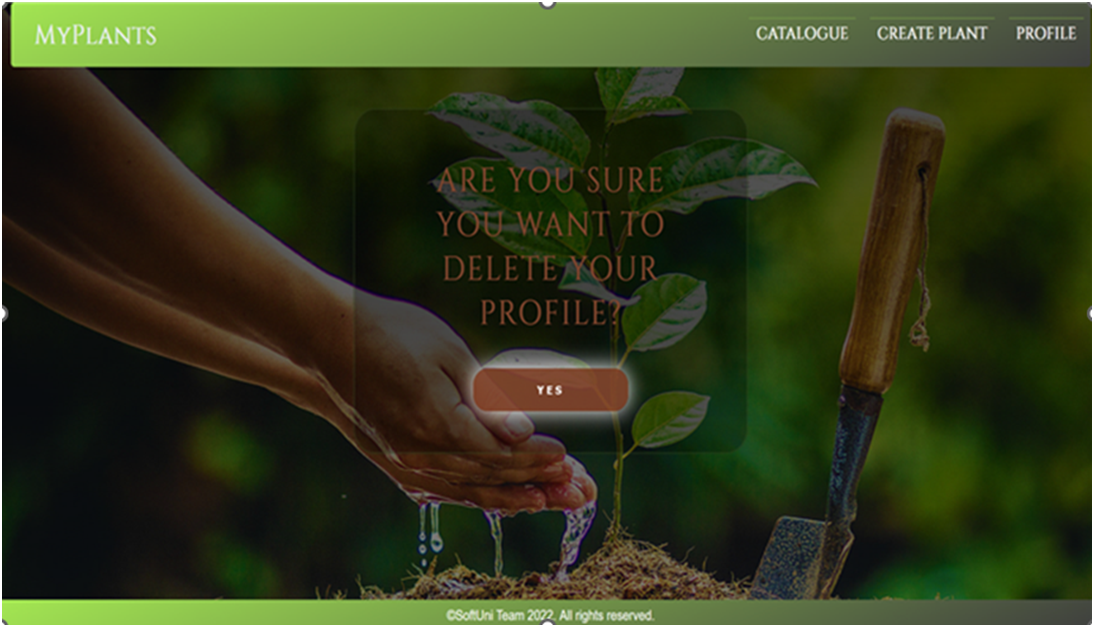 MYPLANTS
CATALOGUE CREATE PLANT PROFILE
ARE YOU SURE
YOU WANT TO
DELETE YOUR
PROFILE?
YES
©SoftUni Team 2022. All rights reserved.